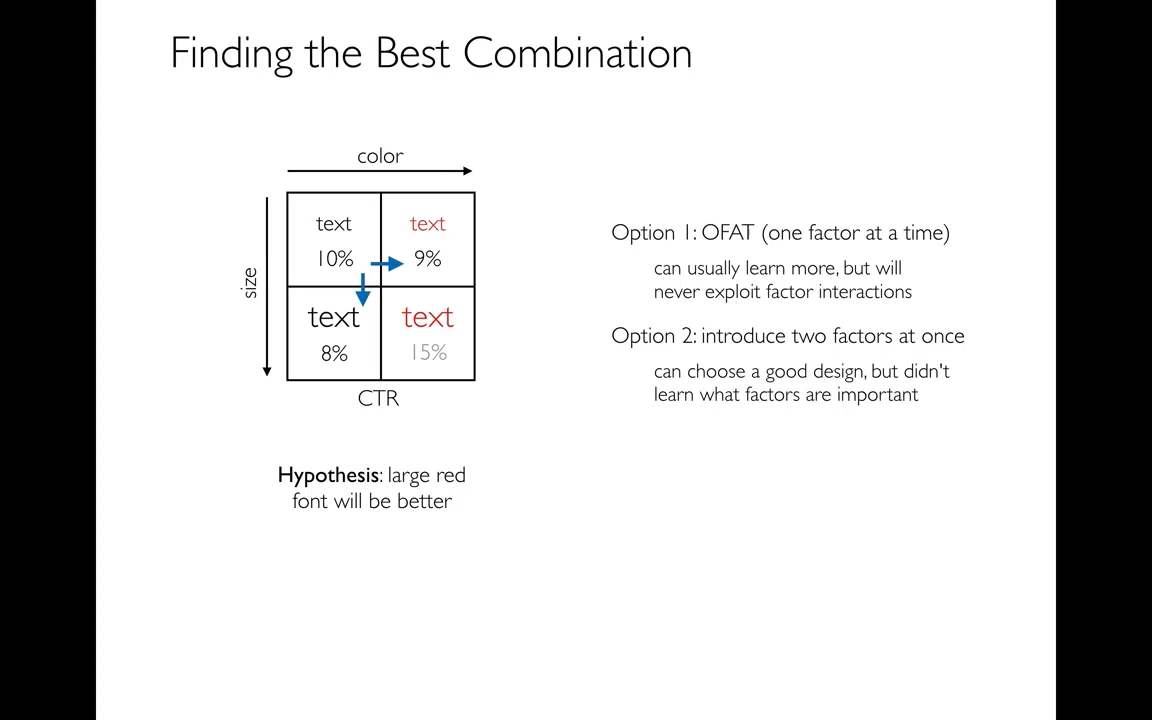 Finding the Best Combination
color
size
text
text
10%
9%
text
text
8%
15%
CTR
Hypothesis: large red
font will be better
Option 1: OFAT (one factor at a time)
can usually learn more, but will
never exploit factor interactions
Option 2: introduce two factors at once
can choose a good design, but didn't
learn what factors are important